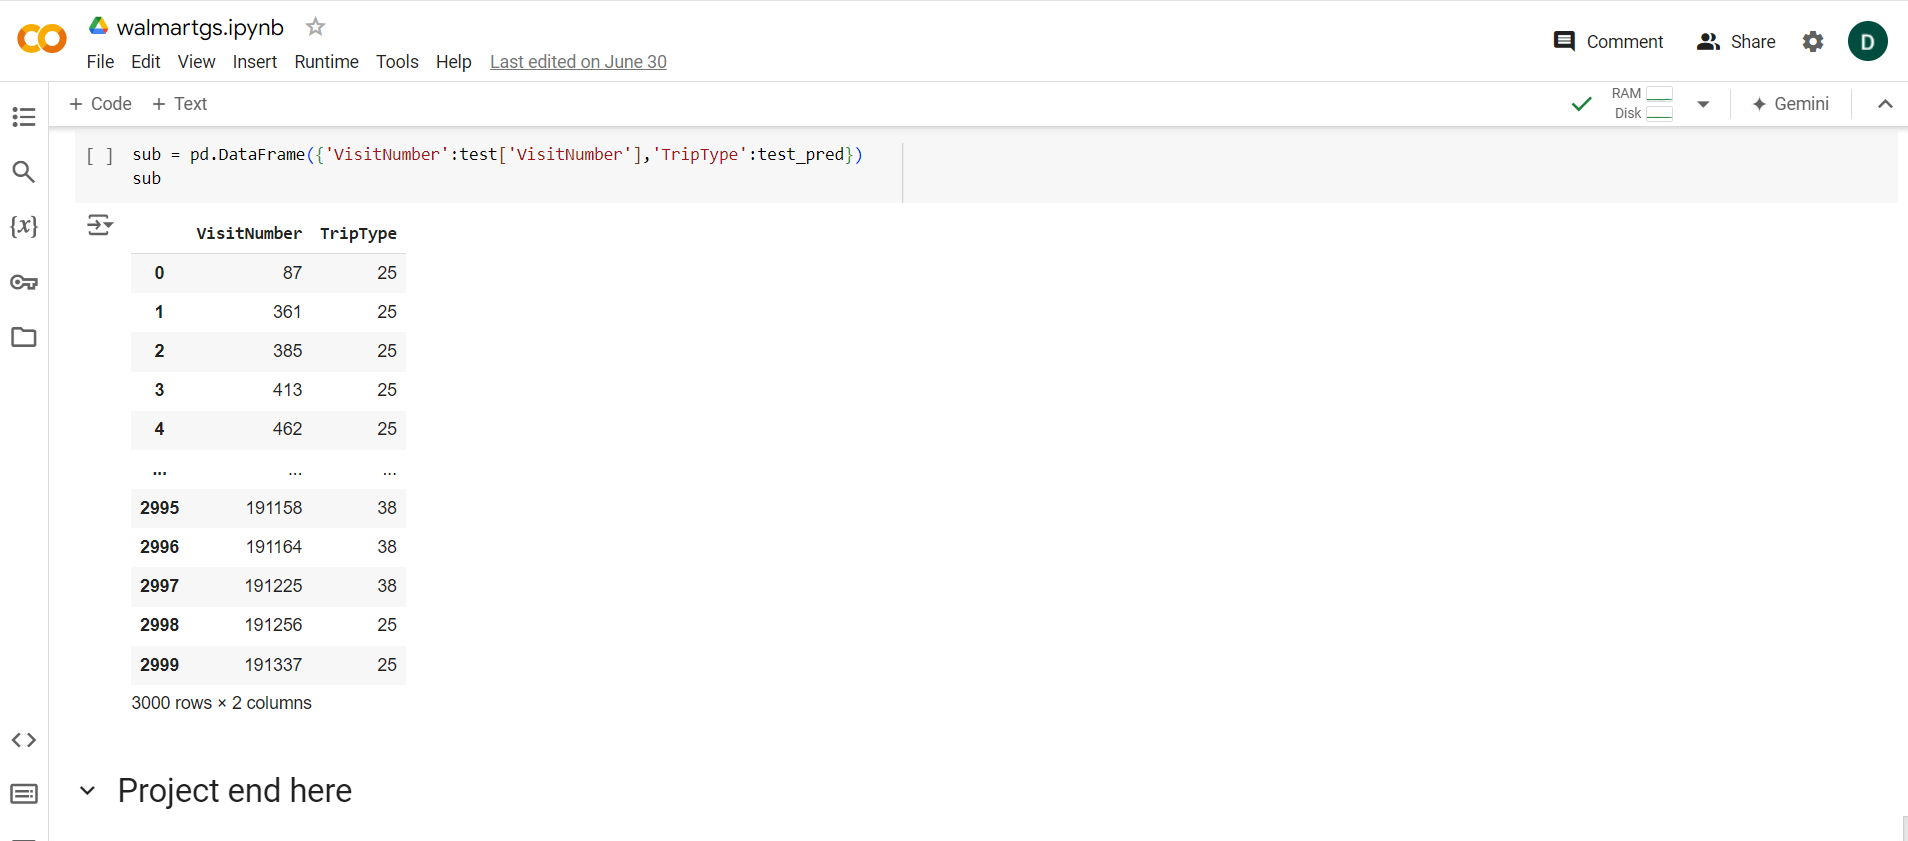 walmartgs.ipynb
File Edit View Insert Runtime Tools Help Last edited on June 30
Comment Share D
+ Code + Text
RAM
Disk
Gemini
{x}
[ ] sub = pd.DataFrame({'VisitNumber':test['VisitNumber'],'TripType':test_pred})
sub
VisitNumber TripType
0 87 25
1 361 25
2 385 25
3 413 25
4 462 25
... ... ...
2995 191158 38
2996 191164 38
2997 191225 38
2998 191256 25
2999 191337 25
3000 rows × 2 columns
Project end here